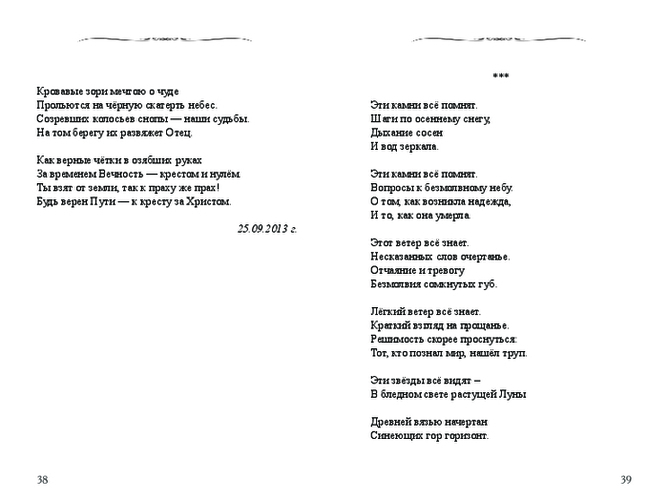 Кровавые зори мечтою о чуде
Прольются на чёрную скатерть небес.
Созревших колосьев снопы — наши судьбы.
На том берегу их развяжет Отец.
Как верные чётки в озябших руках
За временем Вечность — крестом и нулём.
Ты взят от земли, так к праху же прах!
Будь верен Пути — к кресту за Христом.
25.09.2013 г.
38
***
Эти камни всё помнят.
Шаги по осеннему снегу,
Дыхание сосен
И вод зеркала.
Эти камни всё помнят.
Вопросы к безмолвному небу.
О том, как возникла надежда,
И то, как она умерла.
Этот ветер всё знает.
Несказанных слов очертанье.
Отчаяние и тревогу
Безмолвия сомкнутых губ.
Лёгкий ветер всё знает.
Краткий взгляд на прощанье.
Решимость скорее проснуться:
Тот, кто познал мир, нашёл труп.
Эти звёзды всё видят –
В бледном свете растущей Луны
Древней вязью начертан
Синеющих гор горизонт.
39